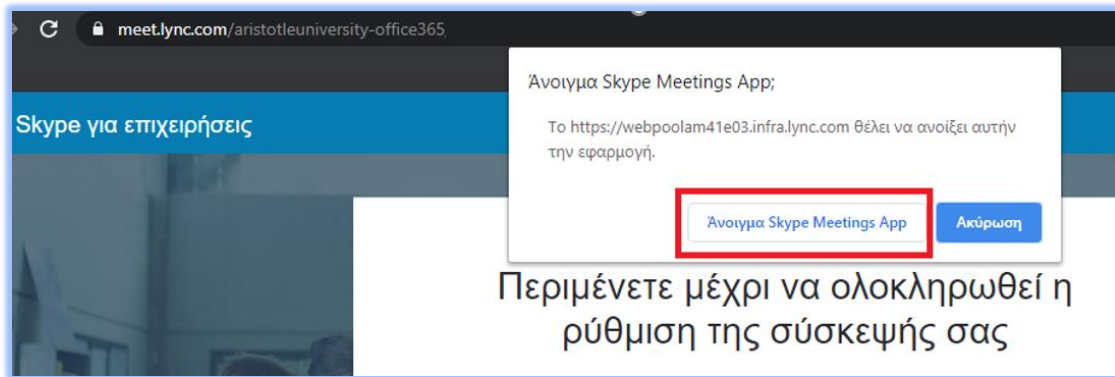 meet.lync.com/aristotleuniversity-office365
Skype για επιχειρήσεις
Άνοιγμα Skype Meetings App;
Το https://webpoolam41e03.infra.lync.com θέλει να ανοίξει αυτήν
την εφαρμογή.
Άνοιγμα Skype Meetings App
Ακύρωση
Περιμένετε μέχρι να ολοκληρωθεί η
ρύθμιση της σύσκεψής σας